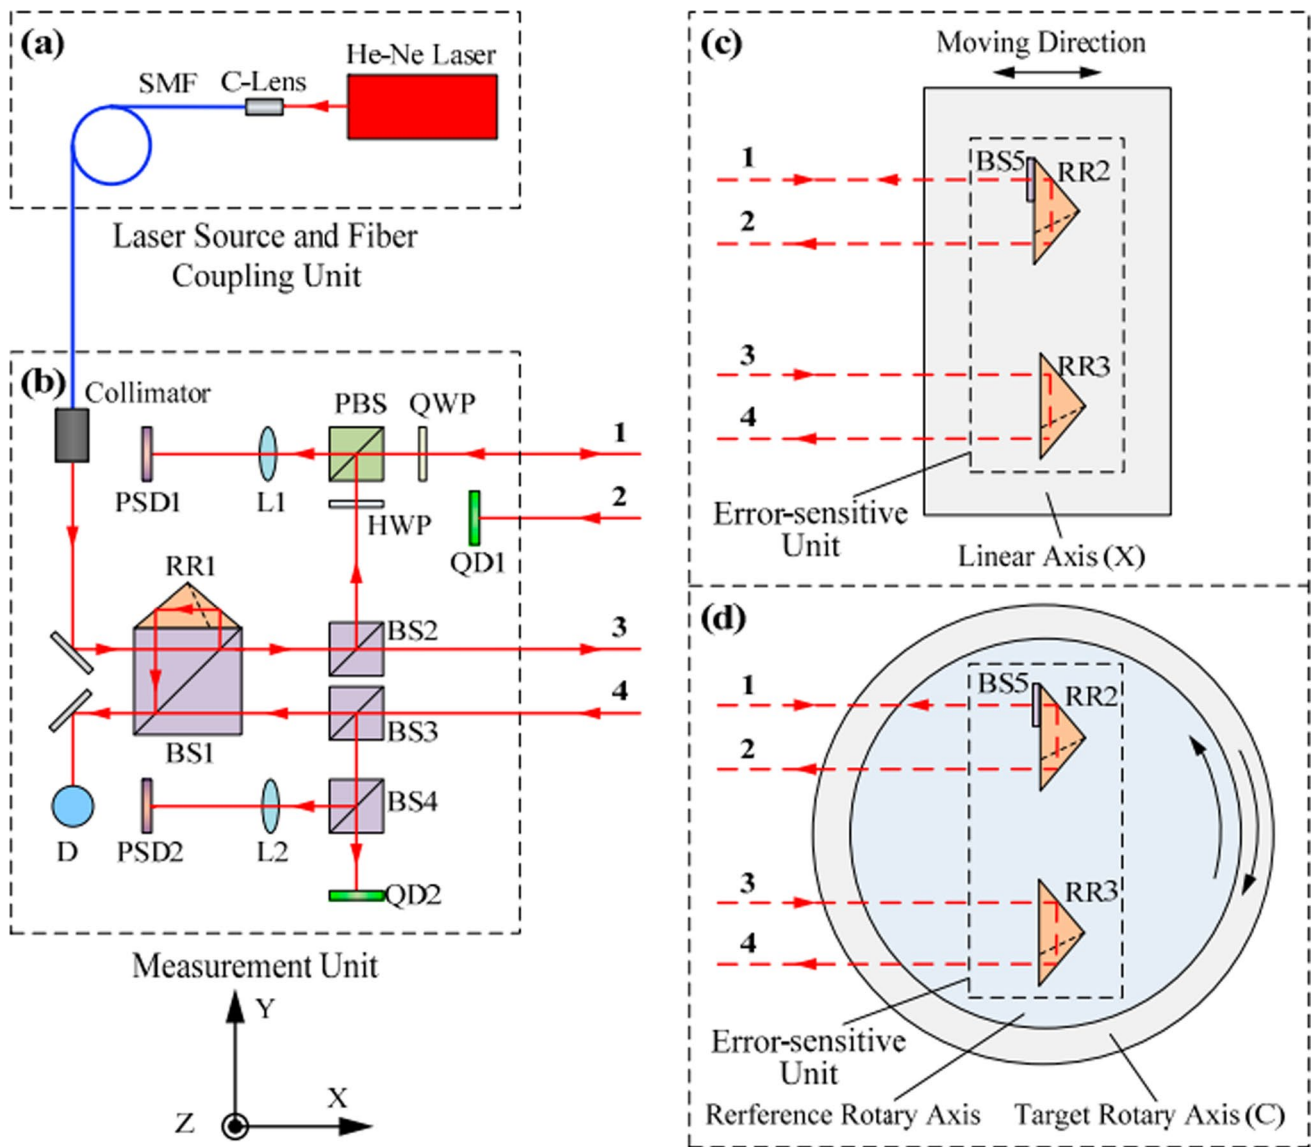 (a)
He-Ne Laser
SMF
C-Lens
Laser Source and Fiber
Coupling Unit
(b)
Collimator
PBS
QWP
1
PSD1
L1
HWP
2
QD1
RR1
BS2
3
4
BS1
BS3
D
PSD2
L2
BS4
QD2
Measurement Unit
Y
X
Z
(c)
Moving Direction
1
BS5
RR2
2
3
RR3
4
Error-sensitive
Unit
Linear Axis (X)
(d)
1
BS5
RR2
2
3
RR3
4
Error-sensitive
Unit
Rerference Rotary Axis
Target Rotary Axis (C)